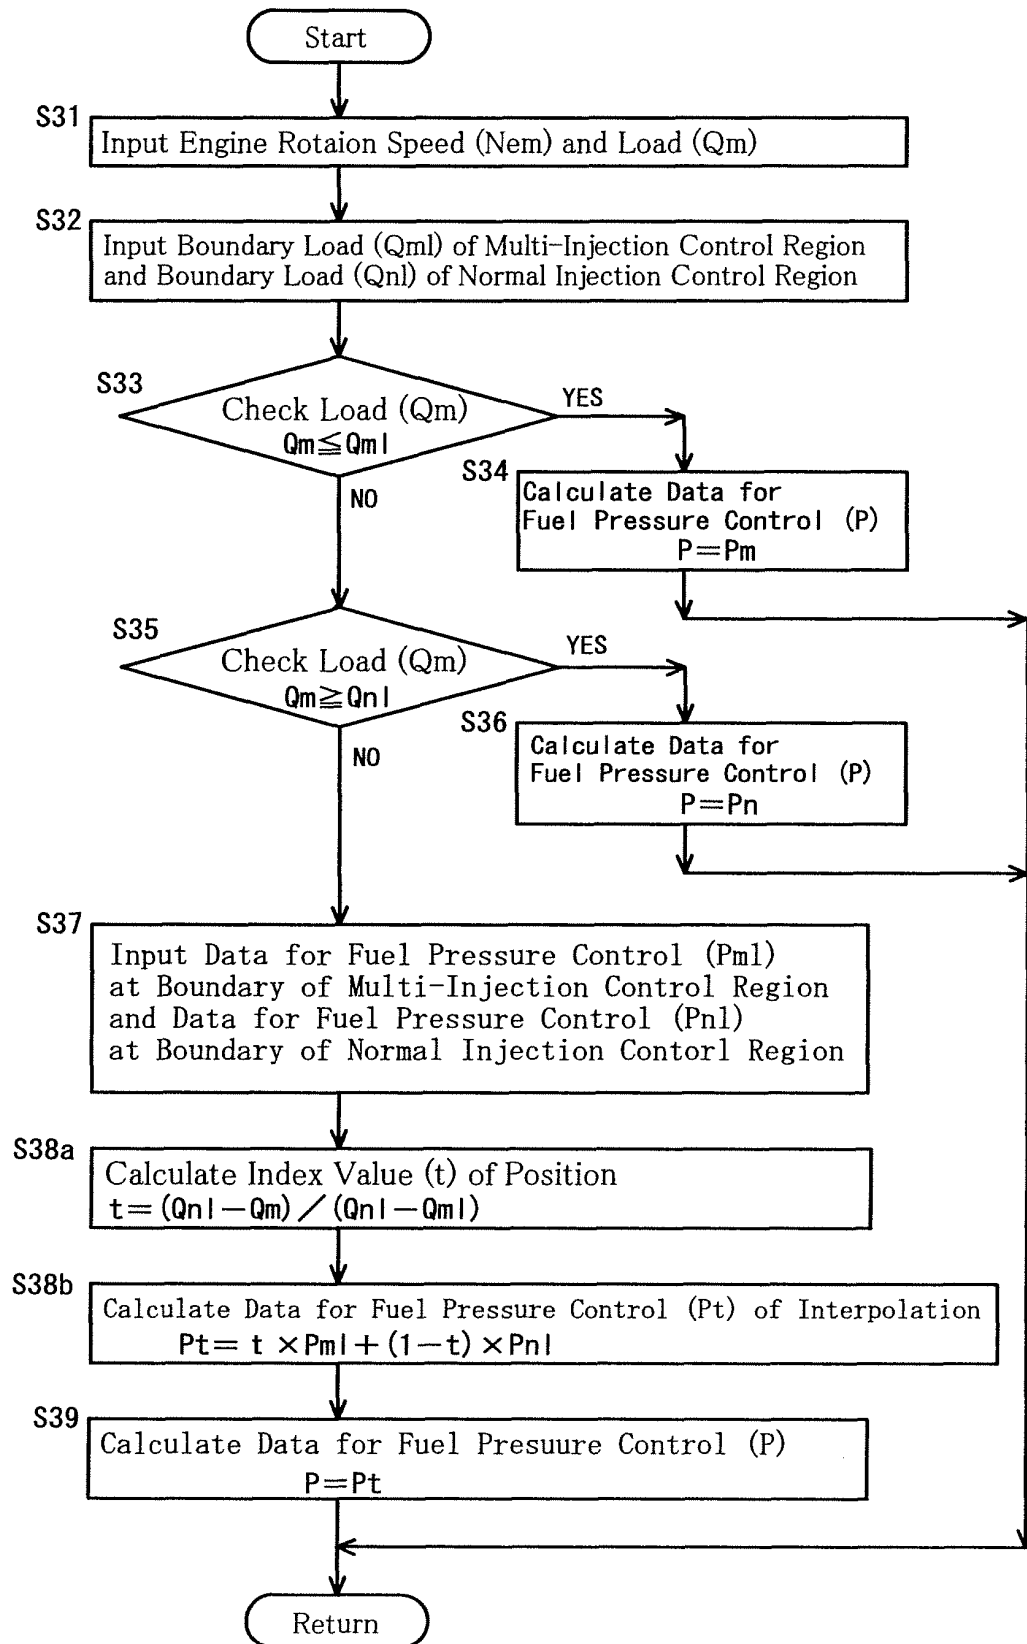 Start
S31
Input Engine Rotaion Speed (Nem) and Load (Qm)
S32
Input Boundary Load (Qml) of Multi-Injection Control Region
and Boundary Load (Qnl) of Normal Injection Control Region
S33
Check Load (Qm)
Qm≦Qml
YES
NO
S34
Calculate Data for
Fuel Pressure Control (P)
P=Pm
S35
Check Load (Qm)
Qm≧Qnl
YES
NO
S36
Calculate Data for
Fuel Pressure Control (P)
P=Pn
S37
Input Data for Fuel Pressure Control (Pml)
at Boundary of Multi-Injection Control Region
and Data for Fuel Pressure Control (Pnl)
at Boundary of Normal Injection Contorl Region
S38a
Calculate Index Value (t) of Position
t=(Qnl-Qm)/(Qnl-Qml)
S38b
Calculate Data for Fuel Pressure Control (Pt) of Interpolation
Pt= t ×Pml+(1-t)×Pnl
S39
Calculate Data for Fuel Presuure Control (P)
P=Pt
Return